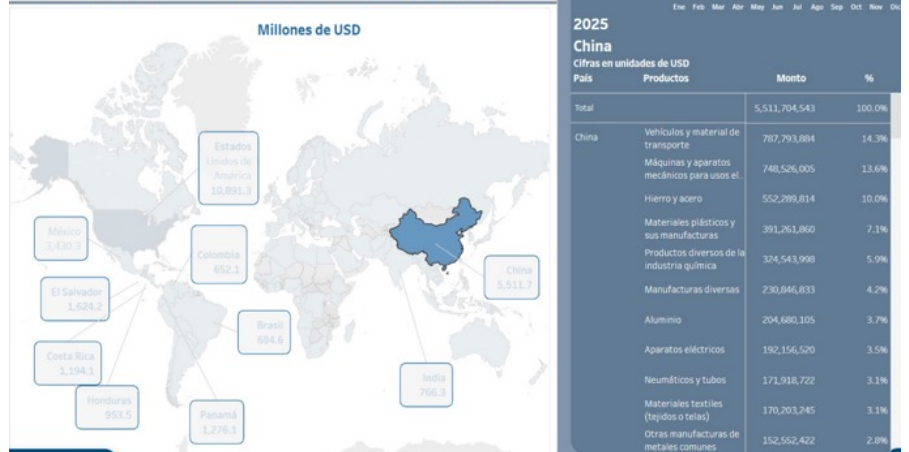 Millones de USD
Estados
Unidos de
América
10,891.3
México
3,430.3
Colombia
652.1
China
5,511.7
El Salvador
1,624.2
Brasil
684.6
Costa Rica
1,194.1
India
766.3
Honduras
953.5
Panamá
1,276.1
Ene Feb Mar Abr May Jun Jul Ago Sep Oct Nov Dic
2025
China
Cifras en unidades de USD
País Productos Monto %
Total 5,511,704,543 100.0%
China Vehículos y material de
transporte 787,793,884 14.3%
Máquinas y aparatos
mecánicos para usos el.. 748,526,005 13.6%
Hierro y acero 552,289,814 10.0%
Materiales plásticos y
sus manufacturas 391,261,860 7.1%
Productos diversos de la
industria química 324,543,998 5.9%
Manufacturas diversas 230,846,833 4.2%
Aluminio 204,680,105 3.7%
Aparatos eléctricos 192,156,520 3.5%
Neumáticos y tubos 171,918,722 3.1%
Materiales textiles
(tejidos o telas) 170,203,245 3.1%
Otras manufacturas de
metales comunes 152,552,422 2.8%